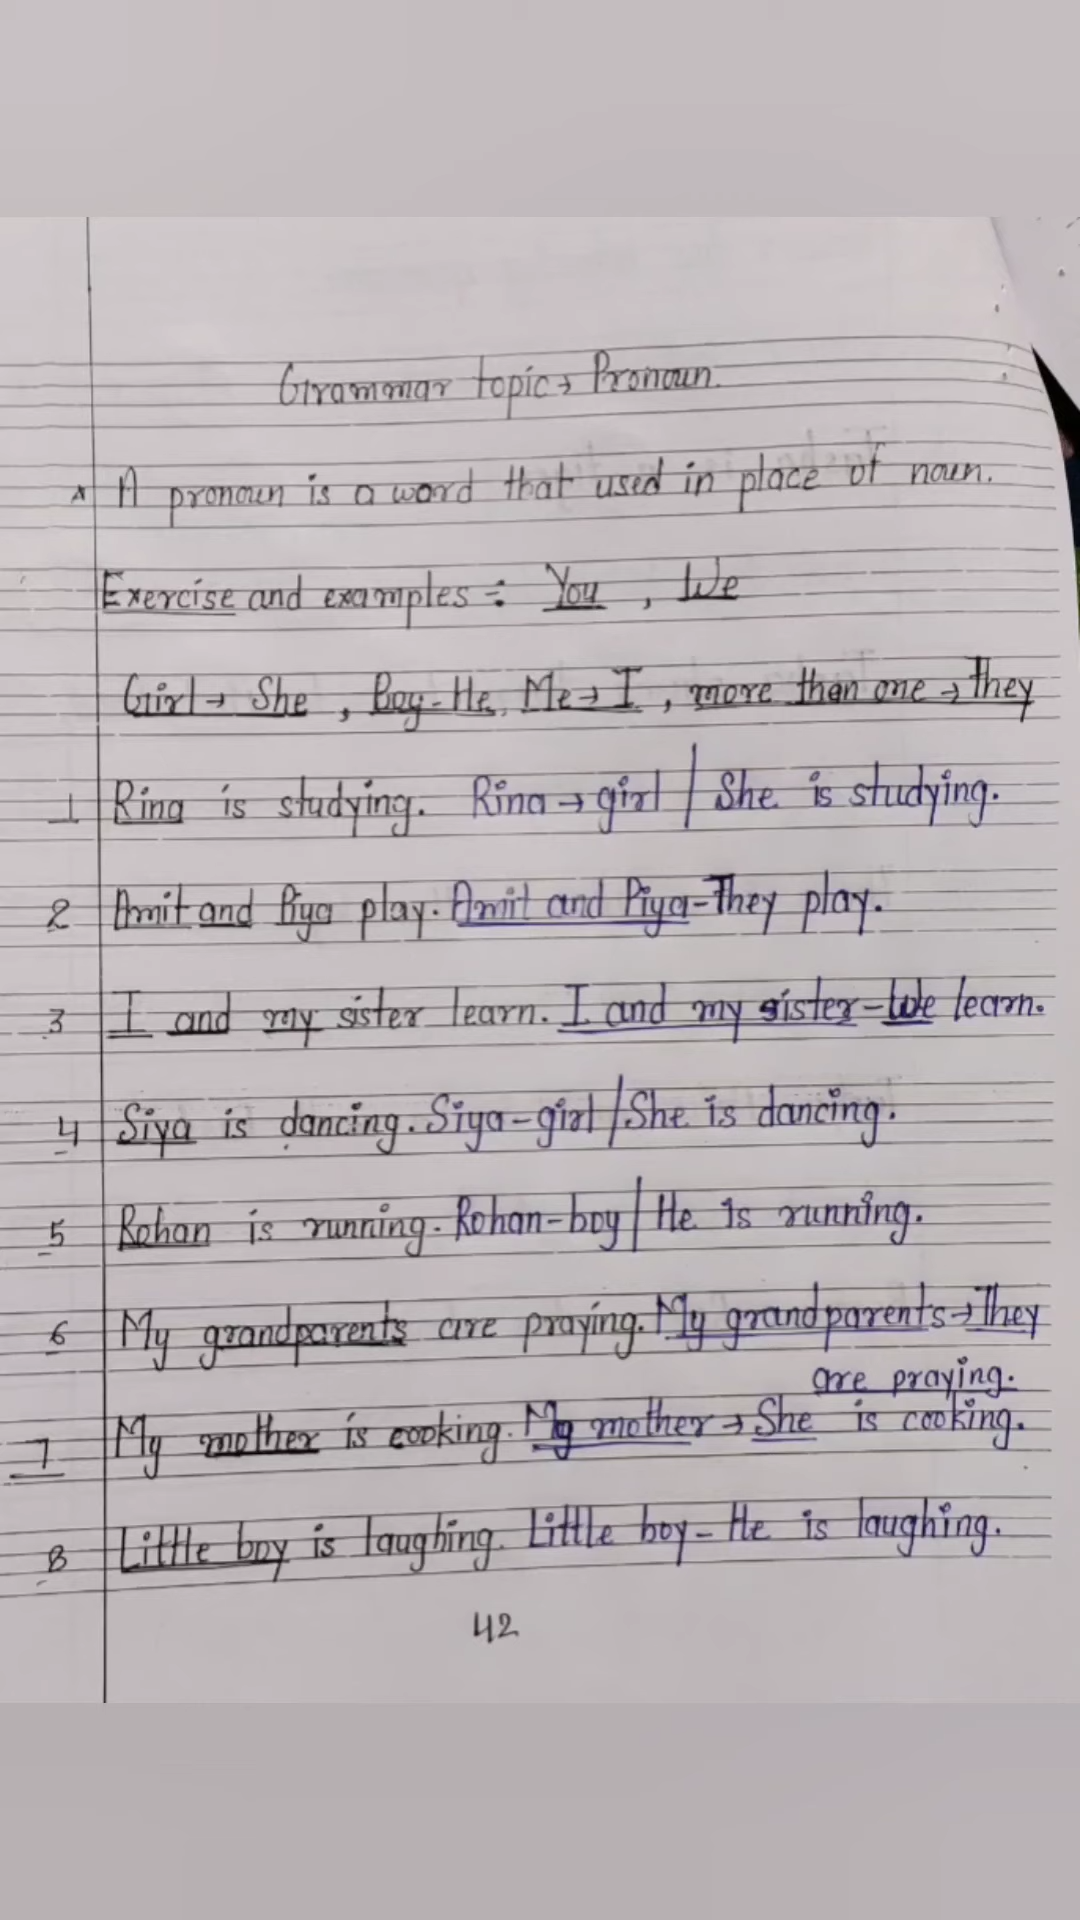 Grammar topic → Pronoun.
* A pronoun is a word that used in place of noun.
Exercise and examples ÷ You , We
Girl → She , Boy - He, Me → I , more than one → They
1 Rina is studying. Rina → girl / She is studying.
2 Amit and Piya play. Amit and Piya - They play.
3 I and my sister learn. I and my sister - We learn.
4 Siya is dancing. Siya - girl / She is dancing.
5 Rohan is running. Rohan - boy / He is running.
6 My grandparents are praying. My grandparents → They
are praying.
7 My mother is cooking. My mother → She is cooking.
8 Little boy is laughing. Little boy - He is laughing.
42